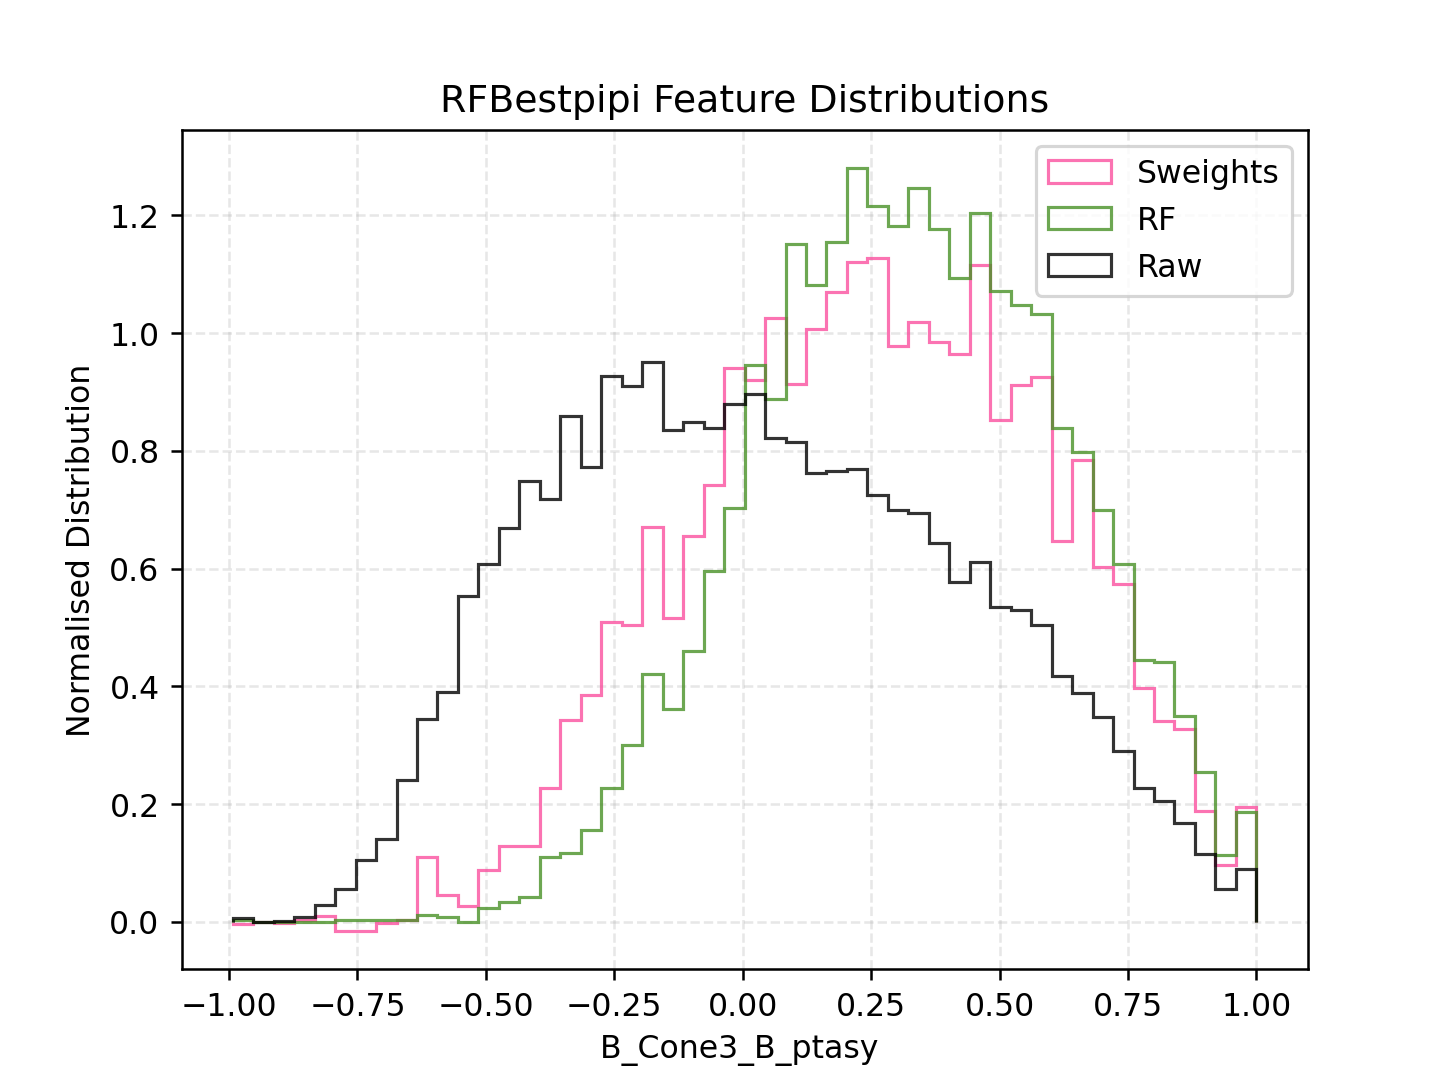 RFBestpipi Feature Distributions
Sweights
RF
Raw
Normalised Distribution
1.2
1.0
0.8
0.6
0.4
0.2
0.0
−1.00 −0.75 −0.50 −0.25 0.00 0.25 0.50 0.75 1.00
B_Cone3_B_ptasy